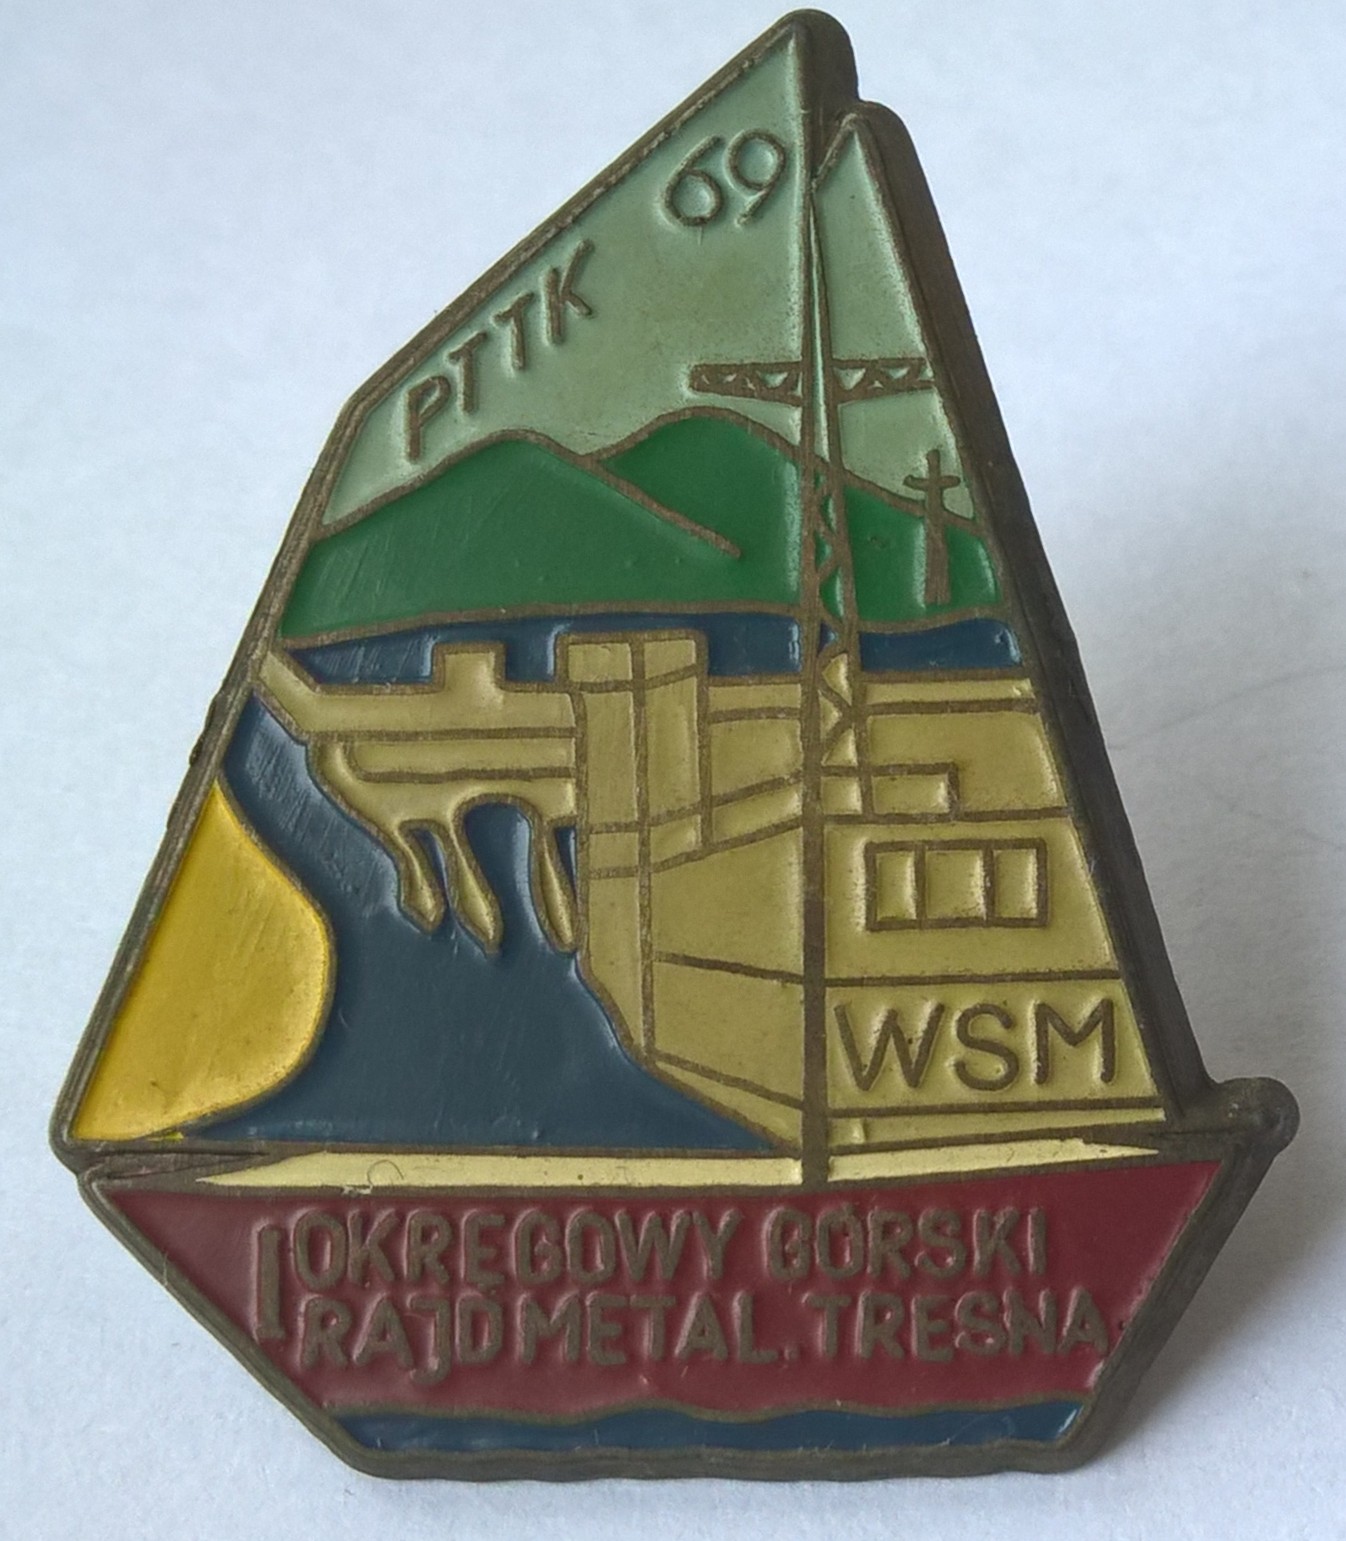 PTTK 69
WSM
I OKRĘGOWY GÓRSKI
RAJD METAL. TRESNA